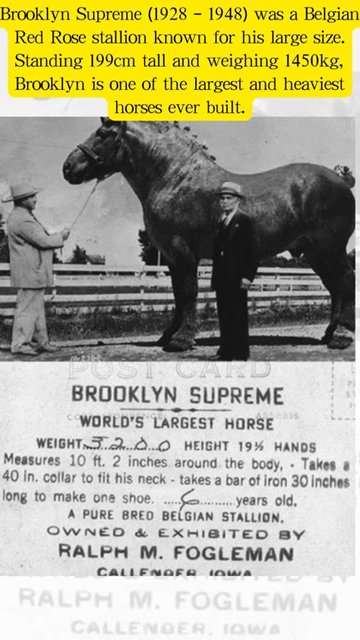 Brooklyn Supreme (1928 - 1948) was a Belgian
Red Rose stallion known for his large size.
Standing 199cm tall and weighing 1450kg,
Brooklyn is one of the largest and heaviest
horses ever built.
POST CARD
ADDRESS
BROOKLYN SUPREME
WORLD'S LARGEST HORSE
WEIGHT 3200 HEIGHT 19½ HANDS
Measures 10 ft. 2 inches around the body, - Takes a
40 in. collar to fit his neck - takes a bar of iron 30 inches
long to make one shoe. ....6.... years old.
A PURE BRED BELGIAN STALLION.
OWNED & EXHIBITED BY
RALPH M. FOGLEMAN
CALLENDER, IOWA
RALPH M. FOGLEMAN
CALLENDER, IOWA